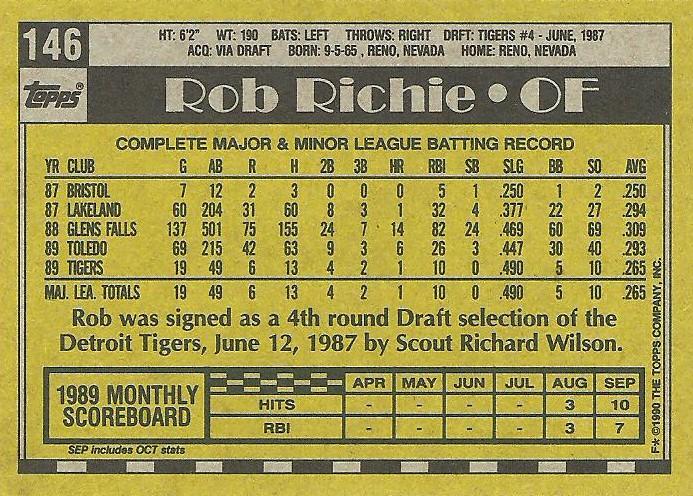 146
HT: 6'2" WT: 190 BATS: LEFT THROWS: RIGHT DRFT: TIGERS #4 - JUNE, 1987
ACQ: VIA DRAFT BORN: 9-5-65 , RENO, NEVADA HOME: RENO, NEVADA
TOPPS®
ROB RICHIE • OF
COMPLETE MAJOR & MINOR LEAGUE BATTING RECORD
YR CLUB G AB R H 2B 3B HR RBI SB SLG BB SO AVG
87 BRISTOL 7 12 2 3 0 0 0 5 1 .250 1 2 .250
87 LAKELAND 60 204 31 60 8 3 1 32 4 .377 22 27 .294
88 GLENS FALLS 137 501 75 155 24 7 14 82 24 .469 60 69 .309
89 TOLEDO 69 215 42 63 9 3 6 26 3 .447 30 40 .293
89 TIGERS 19 49 6 13 4 2 1 10 0 .490 5 10 .265
MAJ. LEA. TOTALS 19 49 6 13 4 2 1 10 0 .490 5 10 .265
Rob was signed as a 4th round Draft selection of the
Detroit Tigers, June 12, 1987 by Scout Richard Wilson.
1989 MONTHLY
SCOREBOARD
APR MAY JUN JUL AUG SEP
HITS - - - - 3 10
RBI - - - - 3 7
SEP includes OCT stats
F* ©1990 THE TOPPS COMPANY, INC.